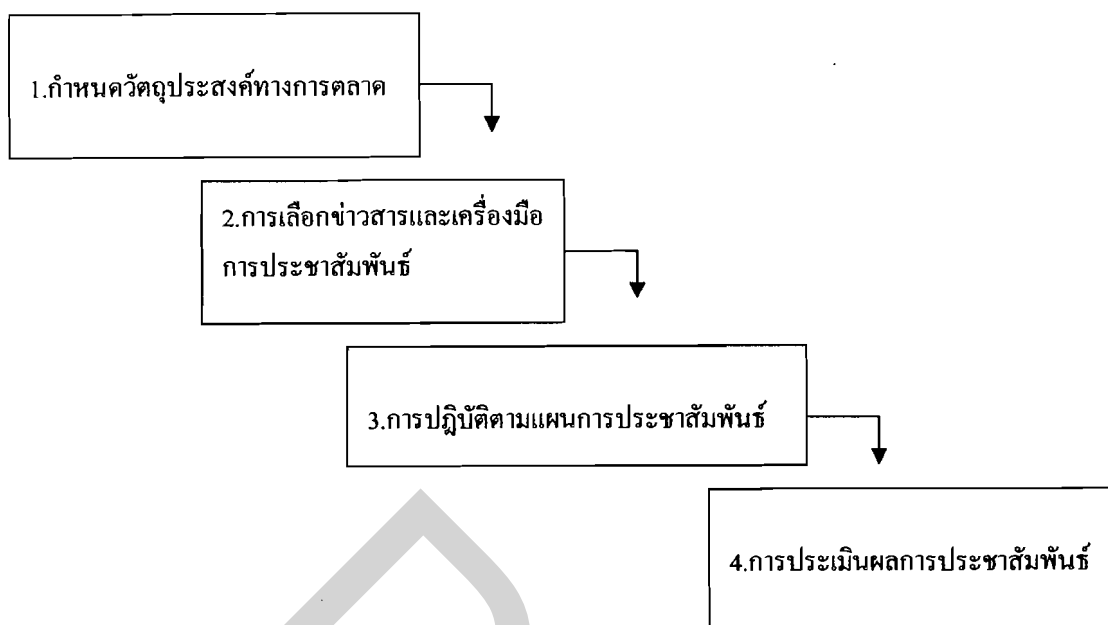 1.กำหนดวัตถุประสงค์ทางการตลาด
2.การเลือกข่าวสารและเครื่องมือ
การประชาสัมพันธ์
3.การปฎิบัติตามแผนการประชาสัมพันธ์
4.การประเมินผลการประชาสัมพันธ์